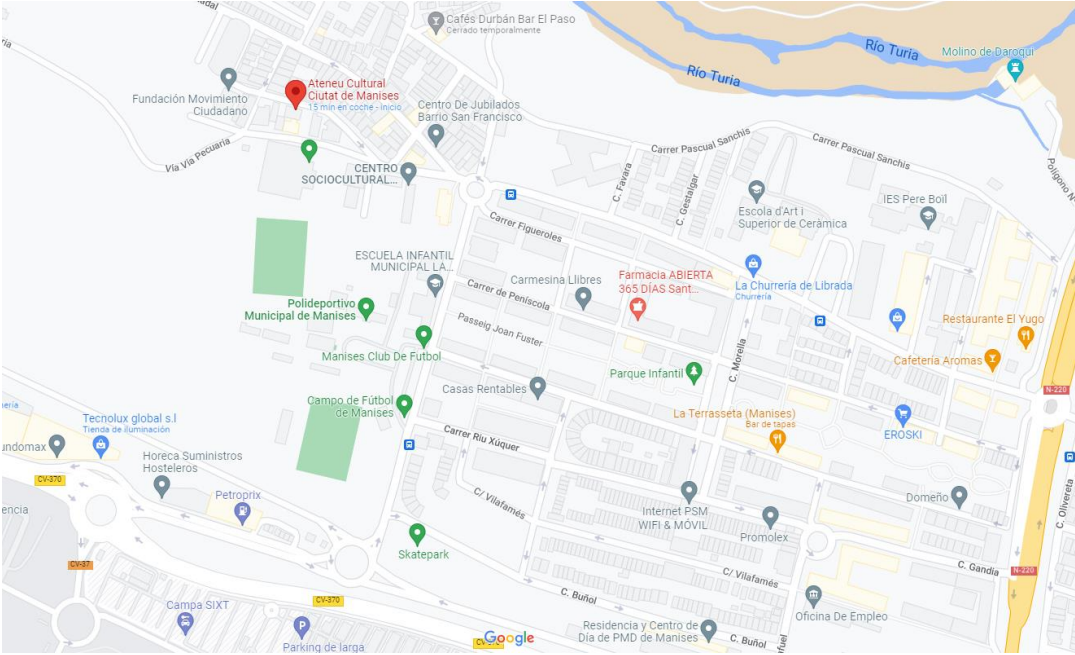 Cafés Durbán Bar El Paso
Cerrado temporalmente
Río Turia
Río Turia
Molino de Daroqui
Fundación Movimiento
Ciudadano
Ateneu Cultural
Ciutat de Manises
15 min en coche - inicio
Centro De Jubilados
Barrio San Francisco
Vía Vía Pecuaria
CENTRO
SOCIOCULTURAL...
Carrer Pascual Sanchis
Carrer Pascual Sanchis
C. Favara
C. Gestalgar
Escola d'Art i
Superior de Ceràmica
IES Pere Boïl
Carrer Figueroles
ESCUELA INFANTIL
MUNICIPAL LA...
Carmesina Llibres
Farmacia ABIERTA
365 DÍAS Sant...
La Churrería de Librada
Churrería
Carrer de Peníscola
Polideportivo
Municipal de Manises
Passeig Joan Fuster
Restaurante El Yugo
Manises Club De Futbol
Parque Infantil
C. Morella
Cafetería Aromas
Casas Rentables
N-220
Campo de Fútbol
de Manises
La Terrasseta (Manises)
Bar de tapas
EROSKI
Tecnolux global s.l
Tienda de iluminación
Carrer Riu Xúquer
undomax
Horeca Suministros
Hosteleros
CV-370
Petroprix
C/ Vilafamés
Internet PSM
WIFI & MÓVIL
Promolex
Domeño
C. Olivereta
Skatepark
C/ Vilafamés
C. Gandía
N-220
CV-37
CV-370
C. Buñol
Oficina De Empleo
Campa SIXT
Parking de larga
Google
Residencia y Centro de
Día de PMD de Manises
C. Buñol